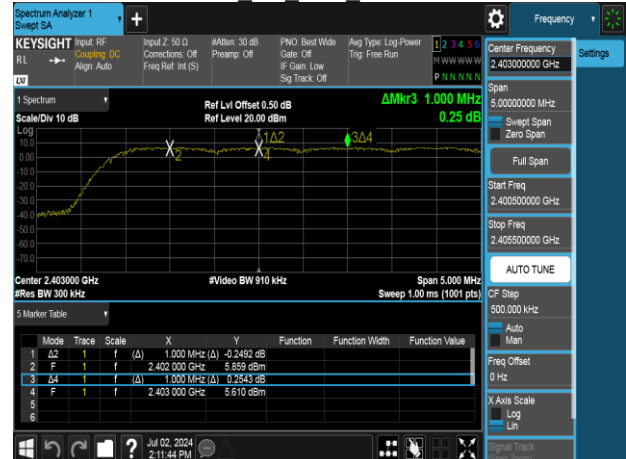 Spectrum Analyzer 1
Swept SA
Frequency
KEYSIGHT Input: RF Input Z: 50 Ω #Atten: 30 dB PNO: Best Wide Avg Type: Log-Power 1 2 3 4 5 6
RL Coupling: DC Corrections: Off Preamp: Off Gate: Off Trig: Free Run M W W W W W
Align: Auto Freq Ref: Int (S) IF Gain: Low
Sig Track: Off P N N N N N
LXI
1 Spectrum
Ref Lvl Offset 0.50 dB ΔMkr3 1.000 MHz
Scale/Div 10 dB Ref Level 20.00 dBm 0.25 dB
Log
10.0
0.00
-10.0
-20.0
-30.0
-40.0
-50.0
-60.0
-70.0
2
1Δ2
4
3Δ4
Center 2.403000 GHz #Video BW 910 kHz Span 5.000 MHz
#Res BW 300 kHz Sweep 1.00 ms (1001 pts)
5 Marker Table
Mode Trace Scale X Y Function Function Width Function Value
1 Δ2 1 f (Δ) 1.000 MHz (Δ) -0.2492 dB
2 F 1 f 2.402 000 GHz 5.859 dBm
3 Δ4 1 f (Δ) 1.000 MHz (Δ) 0.2543 dB
4 F 1 f 2.403 000 GHz 5.610 dBm
5
6
Jul 02, 2024
2:11:44 PM
?
Center Frequency
2.403000000 GHz
Settings
Span
5.00000000 MHz
Swept Span
Zero Span
Full Span
Start Freq
2.400500000 GHz
Stop Freq
2.405500000 GHz
AUTO TUNE
CF Step
500.000 kHz
Auto
Man
Freq Offset
0 Hz
X Axis Scale
Log
Lin
Signal Track
(Span Zoom)